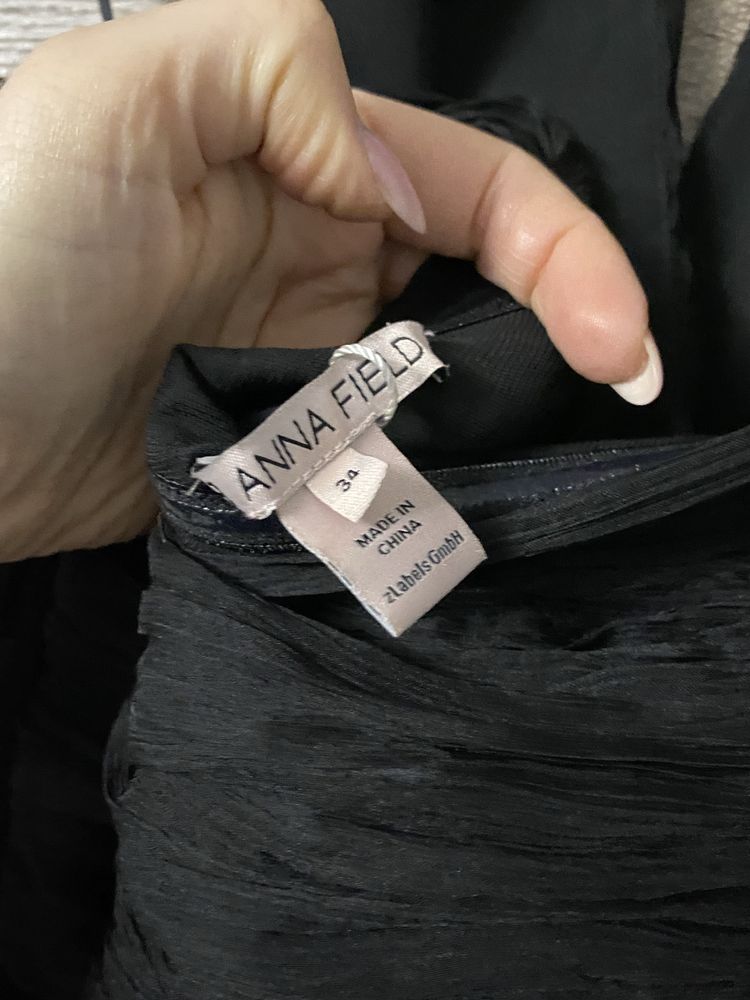 ANNA FIELD
34
MADE IN
CHINA
zLabels GmbH